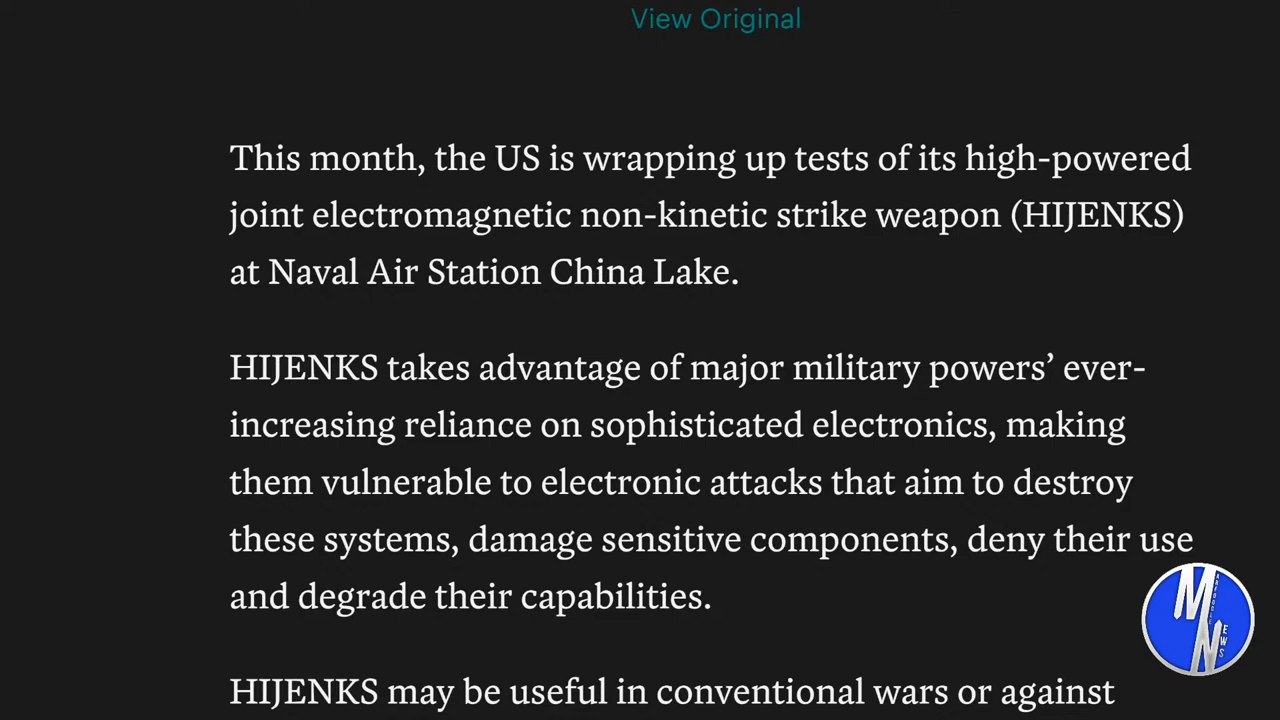 View Original
This month, the US is wrapping up tests of its high-powered
joint electromagnetic non-kinetic strike weapon (HIJENKS)
at Naval Air Station China Lake.
HIJENKS takes advantage of major military powers’ ever-
increasing reliance on sophisticated electronics, making
them vulnerable to electronic attacks that aim to destroy
these systems, damage sensitive components, deny their use
and degrade their capabilities.
HIJENKS may be useful in conventional wars or against
M
NEWS